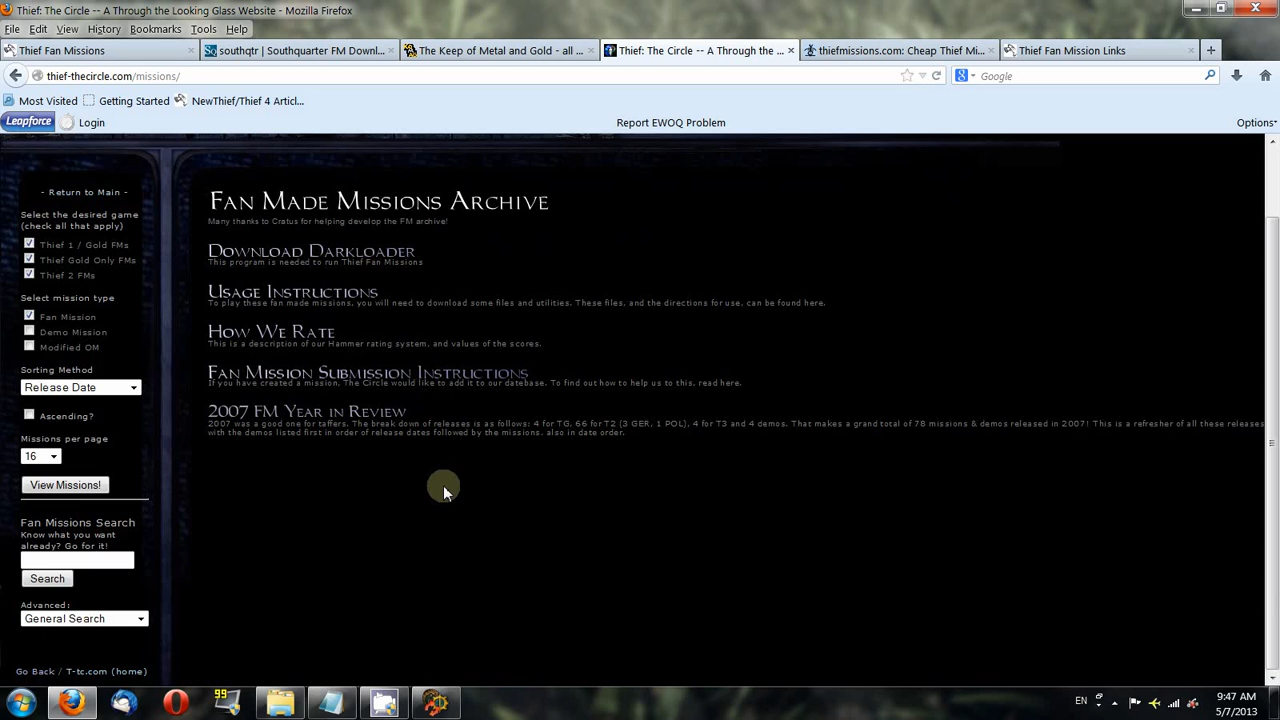 Thief: The Circle -- A Through the Looking Glass Website - Mozilla Firefox
File Edit View History Bookmarks Tools Help
Thief Fan Missions
southqtr | Southquarter FM Downl...
The Keep of Metal and Gold - all ...
Thief: The Circle -- A Through the ...
thiefmissions.com: Cheap Thief Mi...
Thief Fan Mission Links
thief-thecircle.com/missions/
Google
Most Visited
Getting Started
NewThief/Thief 4 Articl...
Leapforce
Login
Report EWOQ Problem
Options
- Return to Main -
Select the desired game
(check all that apply)
Thief 1 / Gold FMs
Thief Gold Only FMs
Thief 2 FMs
Select mission type
Fan Mission
Demo Mission
Modified OM
Sorting Method
Release Date
Ascending?
Missions per page
16
View Missions!
Fan Missions Search
Know what you want
already? Go for it!
Search
Advanced:
General Search
Go Back / T-tc.com (home)
Fan Made Missions Archive
Many thanks to Cratus for helping develop the FM archive!
Download Darkloader
This program is needed to run Thief Fan Missions
Usage Instructions
To play these fan made missions, you will need to download some files and utilities. These files, and the directions for use, can be found here.
How We Rate
This is a description of our Hammer rating system, and values of the scores.
Fan Mission Submission Instructions
If you have created a mission, The Circle would like to add it to our datebase. To find out how to help us to this, read here.
2007 FM Year in Review
2007 was a good one for taffers. The break down of releases is as follows: 4 for TG, 66 for T2 (3 GER, 1 POL), 4 for T3 and 4 demos. That makes a grand total of 78 missions & demos released in 2007! This is a refresher of all these releases
with the demos listed first in order of release dates followed by the missions, also in date order.
99
EN
9:47 AM
5/7/2013